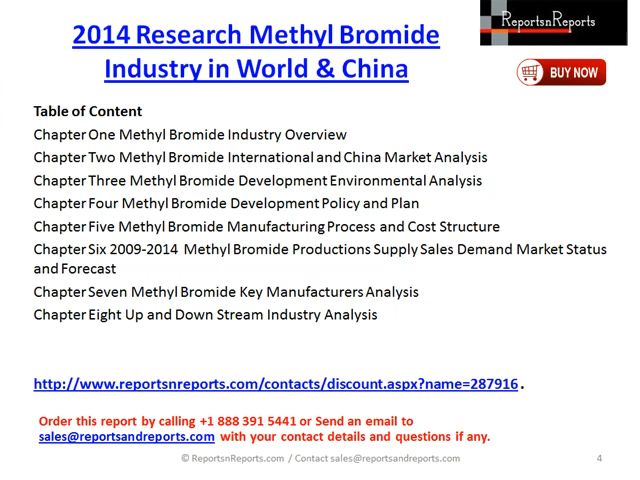 2014 Research Methyl Bromide
Industry in World & China
ReportsnReports
BUY NOW
Table of Content
Chapter One Methyl Bromide Industry Overview
Chapter Two Methyl Bromide International and China Market Analysis
Chapter Three Methyl Bromide Development Environmental Analysis
Chapter Four Methyl Bromide Development Policy and Plan
Chapter Five Methyl Bromide Manufacturing Process and Cost Structure
Chapter Six 2009-2014 Methyl Bromide Productions Supply Sales Demand Market Status
and Forecast
Chapter Seven Methyl Bromide Key Manufacturers Analysis
Chapter Eight Up and Down Stream Industry Analysis
http://www.reportsnreports.com/contacts/discount.aspx?name=287916 .
Order this report by calling +1 888 391 5441 or Send an email to
sales@reportsandreports.com with your contact details and questions if any.
© ReportsnReports.com / Contact sales@reportsandreports.com
4